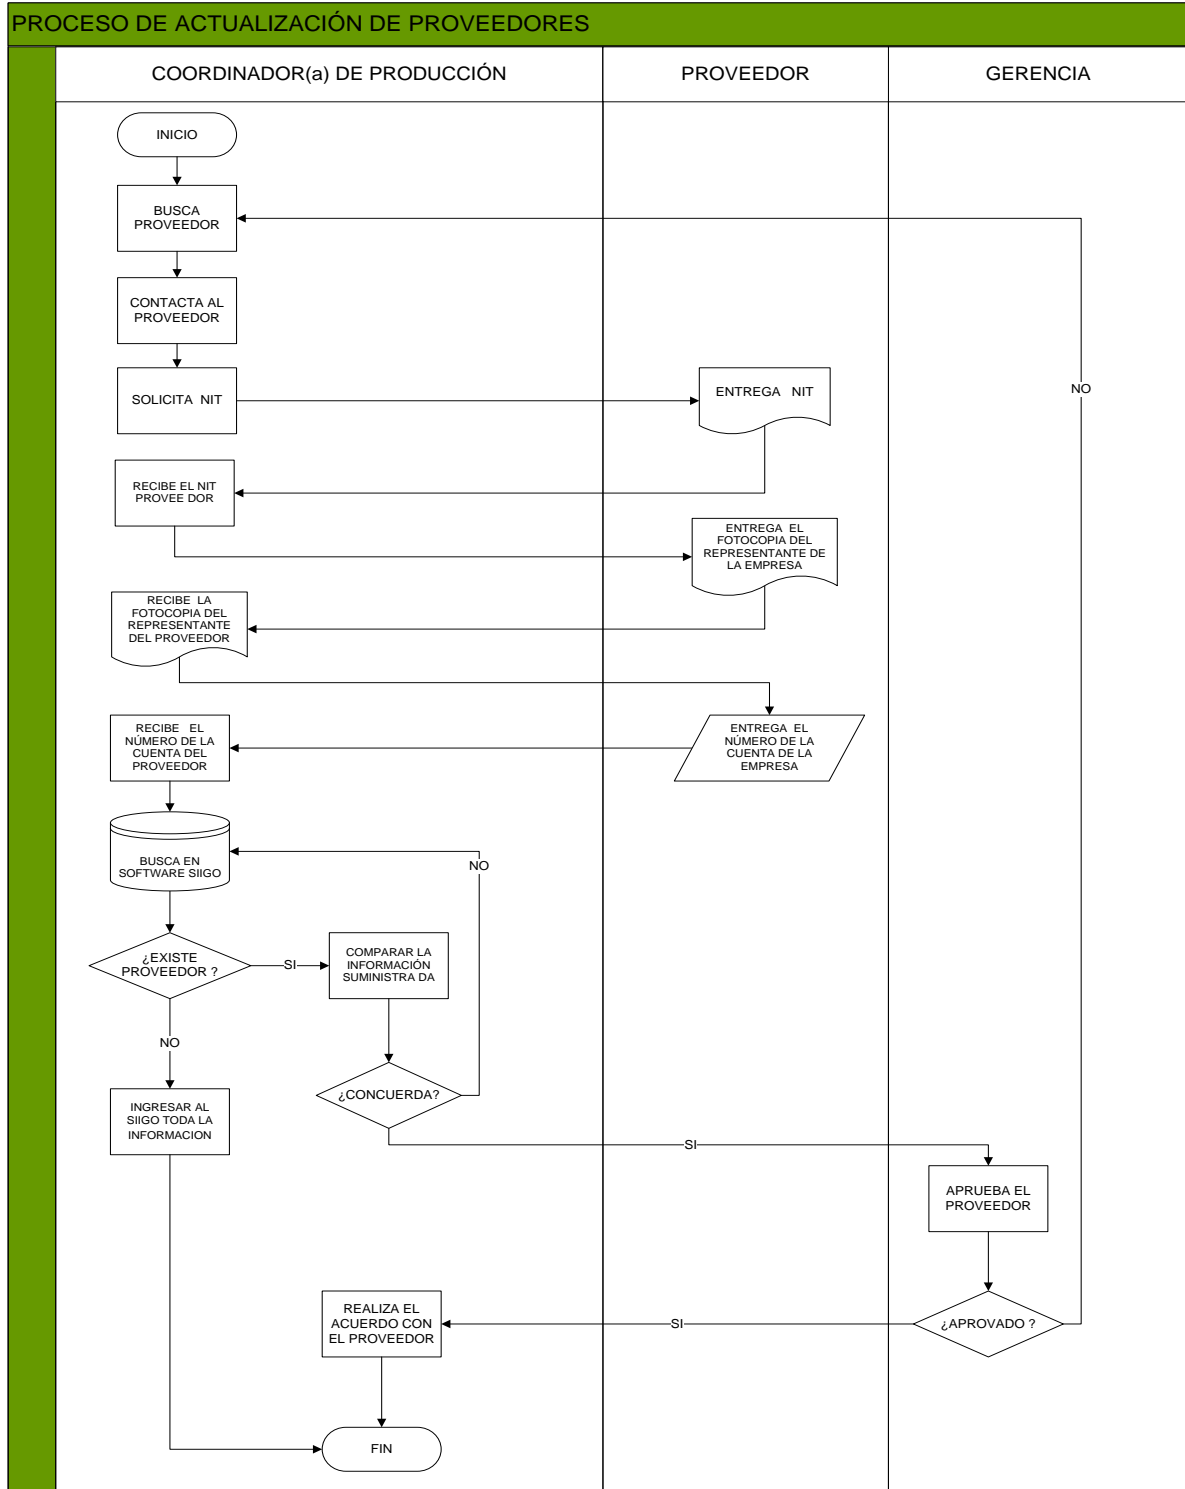 PROCESO DE ACTUALIZACIÓN DE PROVEEDORES
COORDINADOR(a) DE PRODUCCIÓN
PROVEEDOR
GERENCIA
INICIO
BUSCA
PROVEEDOR
CONTACTA AL
PROVEEDOR
SOLICITA NIT
ENTREGA NIT
NO
RECIBE EL NIT
PROVEE DOR
ENTREGA EL
FOTOCOPIA DEL
REPRESENTANTE DE
LA EMPRESA
RECIBE LA
FOTOCOPIA DEL
REPRESENTANTE
DEL PROVEEDOR
RECIBE EL
NÚMERO DE LA
CUENTA DEL
PROVEEDOR
ENTREGA EL
NÚMERO DE LA
CUENTA DE LA
EMPRESA
BUSCA EN
SOFTWARE SIIGO
NO
¿EXISTE
PROVEEDOR ?
SI
COMPARAR LA
INFORMACIÓN
SUMINISTRA DA
NO
¿CONCUERDA?
INGRESAR AL
SIIGO TODA LA
INFORMACION
SI
APRUEBA EL
PROVEEDOR
REALIZA EL
ACUERDO CON
EL PROVEEDOR
SI
¿APROVADO ?
FIN